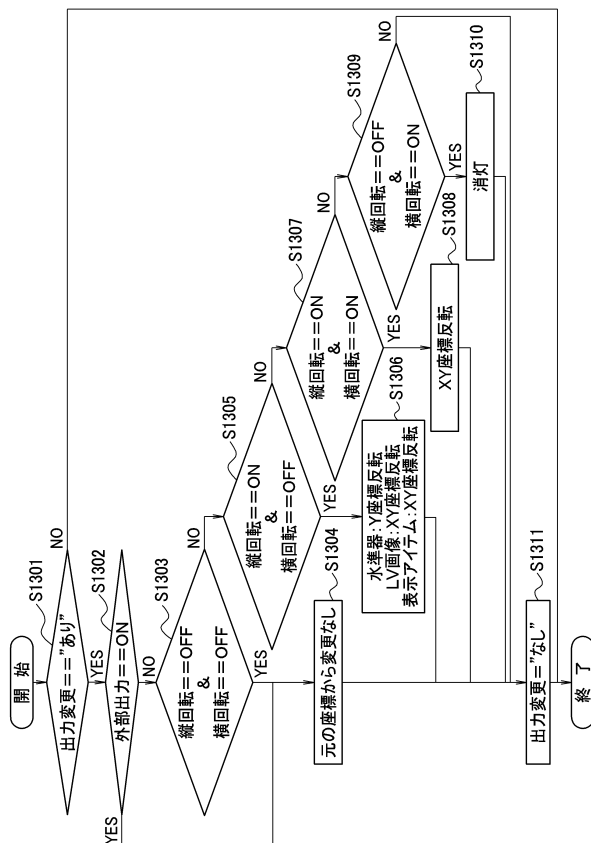 開 始
S1301
出力変更==”あり”
NO
YES
S1302
外部出力==ON
YES
NO
S1303
縦回転==OFF
&
横回転==OFF
NO
YES
S1304
元の座標から変更なし
S1305
縦回転==ON
&
横回転==OFF
NO
YES
S1306
水準器:Y座標反転
LV画像:XY座標反転
表示アイテム:XY座標反転
S1307
縦回転==ON
&
横回転==ON
NO
YES
S1308
XY座標反転
S1309
縦回転==OFF
&
横回転==ON
NO
YES
S1310
消灯
S1311
出力変更=”なし”
終 了